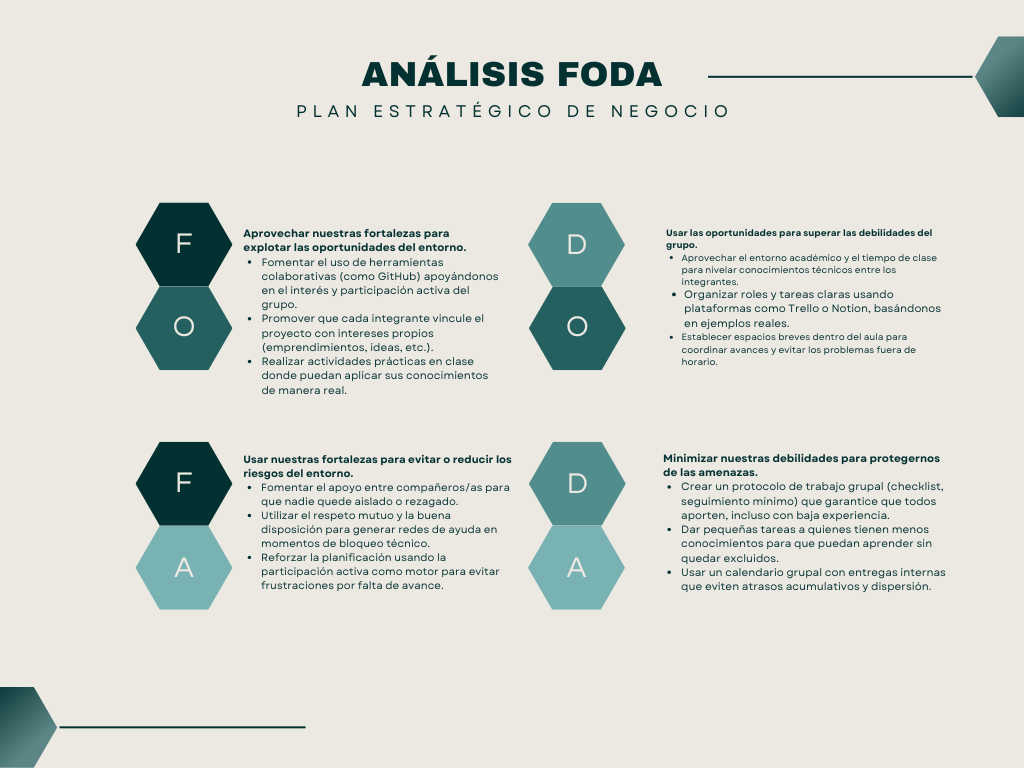 ANÁLISIS FODA
PLAN ESTRATÉGICO DE NEGOCIO
F
O
Aprovechar nuestras fortalezas para
explotar las oportunidades del entorno.
• Fomentar el uso de herramientas
colaborativas (como GitHub) apoyándonos
en el interés y participación activa del
grupo.
• Promover que cada integrante vincule el
proyecto con intereses propios
(emprendimientos, ideas, etc.).
• Realizar actividades prácticas en clase
donde puedan aplicar sus conocimientos
de manera real.
D
O
Usar las oportunidades para superar las debilidades del
grupo.
• Aprovechar el entorno académico y el tiempo de clase
para nivelar conocimientos técnicos entre los
integrantes.
• Organizar roles y tareas claras usando
plataformas como Trello o Notion, basándonos
en ejemplos reales.
• Establecer espacios breves dentro del aula para
coordinar avances y evitar los problemas fuera de
horario.
F
A
Usar nuestras fortalezas para evitar o reducir los
riesgos del entorno.
• Fomentar el apoyo entre compañeros/as para
que nadie quede aislado o rezagado.
• Utilizar el respeto mutuo y la buena
disposición para generar redes de ayuda en
momentos de bloqueo técnico.
• Reforzar la planificación usando la
participación activa como motor para evitar
frustraciones por falta de avance.
D
A
Minimizar nuestras debilidades para protegernos
de las amenazas.
• Crear un protocolo de trabajo grupal (checklist,
seguimiento mínimo) que garantice que todos
aporten, incluso con baja experiencia.
• Dar pequeñas tareas a quienes tienen menos
conocimientos para que puedan aprender sin
quedar excluidos.
• Usar un calendario grupal con entregas internas
que eviten atrasos acumulativos y dispersión.